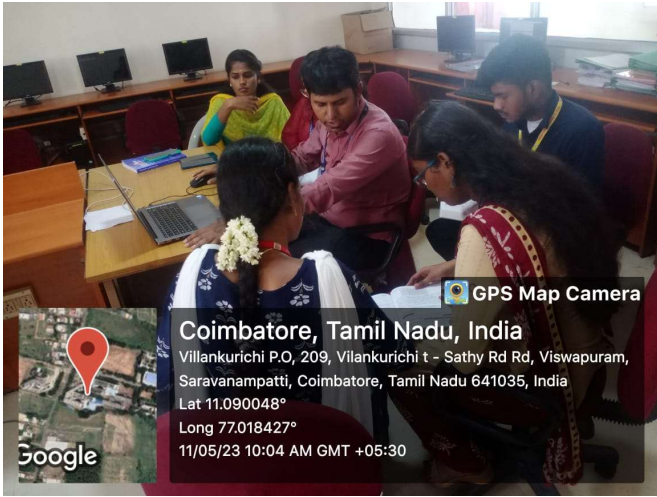 GPS Map Camera
Coimbatore, Tamil Nadu, India
Villankurichi P.O, 209, Vilankurichi t - Sathy Rd Rd, Viswapuram,
Saravanampatti, Coimbatore, Tamil Nadu 641035, India
Lat 11.090048°
Long 77.018427°
11/05/23 10:04 AM GMT +05:30
Google